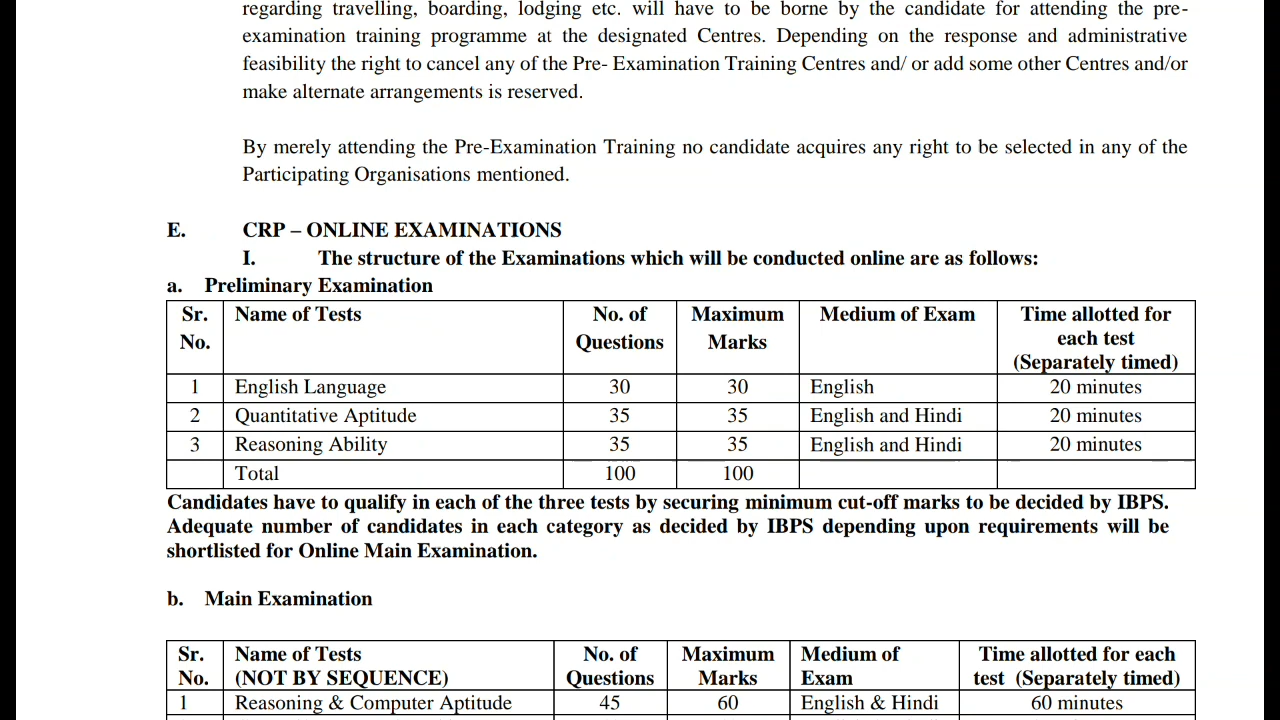 regarding travelling, boarding, lodging etc. will have to be borne by the candidate for attending the pre-
examination training programme at the designated Centres. Depending on the response and administrative
feasibility the right to cancel any of the Pre- Examination Training Centres and/ or add some other Centres and/or
make alternate arrangements is reserved.
By merely attending the Pre-Examination Training no candidate acquires any right to be selected in any of the
Participating Organisations mentioned.
E. CRP – ONLINE EXAMINATIONS
I. The structure of the Examinations which will be conducted online are as follows:
a. Preliminary Examination
Sr. No. Name of Tests No. of Questions Maximum Marks Medium of Exam Time allotted for each test (Separately timed)
1 English Language 30 30 English 20 minutes
2 Quantitative Aptitude 35 35 English and Hindi 20 minutes
3 Reasoning Ability 35 35 English and Hindi 20 minutes
Total 100 100
Candidates have to qualify in each of the three tests by securing minimum cut-off marks to be decided by IBPS.
Adequate number of candidates in each category as decided by IBPS depending upon requirements will be
shortlisted for Online Main Examination.
b. Main Examination
Sr. No. Name of Tests (NOT BY SEQUENCE) No. of Questions Maximum Marks Medium of Exam Time allotted for each test (Separately timed)
1 Reasoning & Computer Aptitude 45 60 English & Hindi 60 minutes